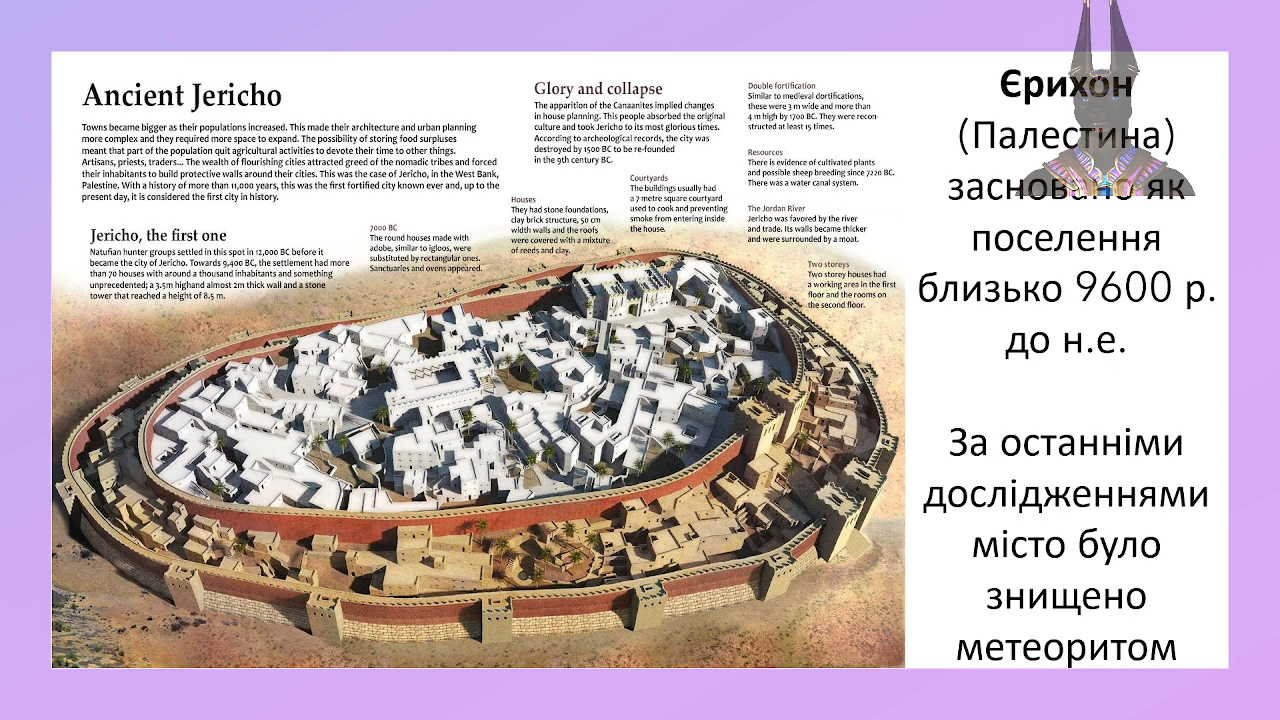 Ancient Jericho
Towns became bigger as their populations increased. This made their architecture and urban planning
more complex and they required more space to expand. The possibility of storing food surpluses
meant that part of the population quit agricultural activities to devote their time to other things.
Artisans, priests, traders... The wealth of flourishing cities attracted greed of the nomadic tribes and forced
their inhabitants to build protective walls around their cities. This was the case of Jericho, in the West Bank,
Palestine. With a history of more than 11,000 years, this was the first fortified city known ever and, up to the
present day, it is considered the first city in history.
Jericho, the first one
Natufian hunter groups settled in this spot in 12,000 BC before it
became the city of Jericho. Towards 9,400 BC, the settlement had more
than 70 houses with around a thousand inhabitants and something
unprecedented; a 3.5m highand almost 2m thick wall and a stone
tower that reached a height of 8.5 m.
7000 BC
The round houses made with
adobe, similar to igloos, were
substituted by rectangular ones.
Sanctuaries and ovens appeared.
Glory and collapse
The apparition of the Canaanites implied changes
in house planning. This people absorbed the original
culture and took Jericho to its most glorious times.
According to archeological records, the city was
destroyed by 1500 BC to be re-founded
in the 9th century BC.
Houses
They had stone foundations,
clay brick structure, 50 cm
width walls and the roofs
were covered with a mixture
of reeds and clay.
Courtyards
The buildings usually had
a 7 metre square courtyard
used to cook and preventing
smoke from entering inside
the house.
Double fortification
Similar to medieval dortifications,
these were 3 m wide and more than
4 m high by 1700 BC. They were recon-
structed at least 15 times.
Resources
There is evidence of cultivated plants
and possible sheep breeding since 7220 BC.
There was a water canal system.
The Jordan River
Jericho was favored by the river
and trade. Its walls became thicker
and were surrounded by a moat.
Two storeys
Two storey houses had
a working area in the first
floor and the rooms on
the second floor.
Єрихон
(Палестина)
засновано як
поселення
близько 9600 р.
до н.е.
За останніми
дослідженнями
місто було
знищено
метеоритом